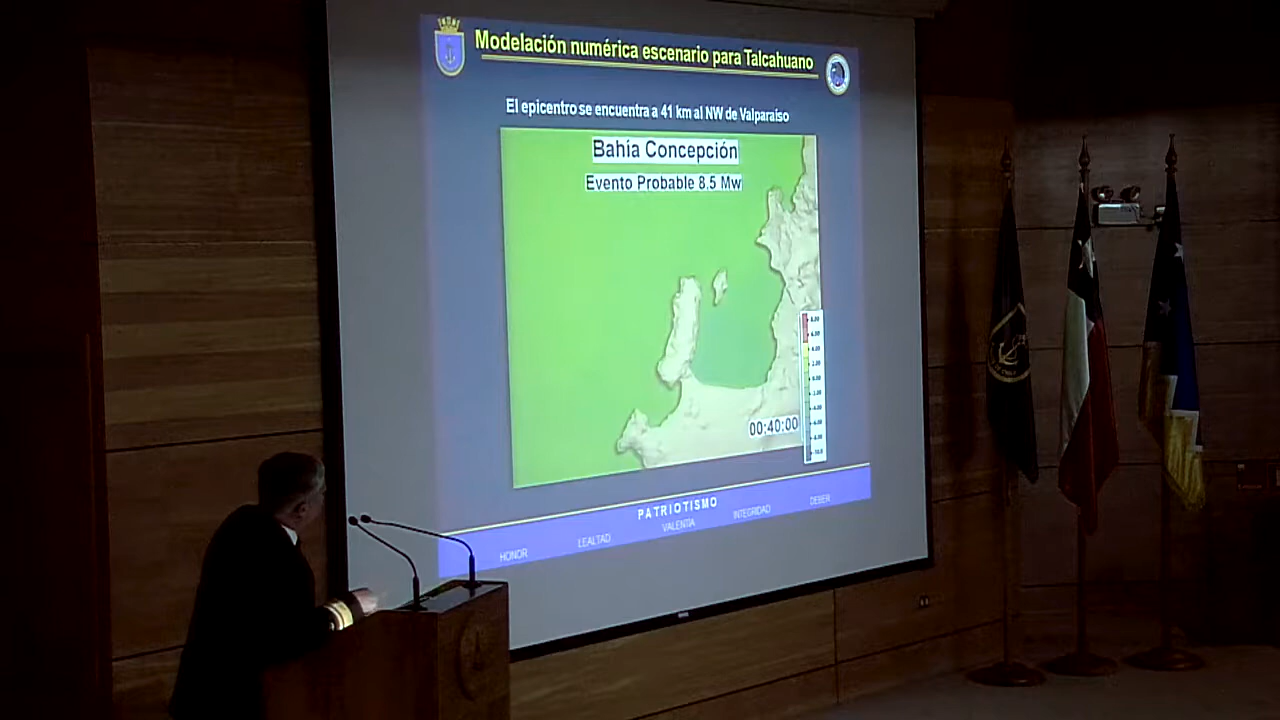 Modelación numérica escenario para Talcahuano
El epicentro se encuentra a 41 km al NW de Valparaíso
Bahía Concepción
Evento Probable 8.5 Mw
00:40:00
PATRIOTISMO
HONOR
LEALTAD
VALENTIA
INTEGRIDAD
DEBER